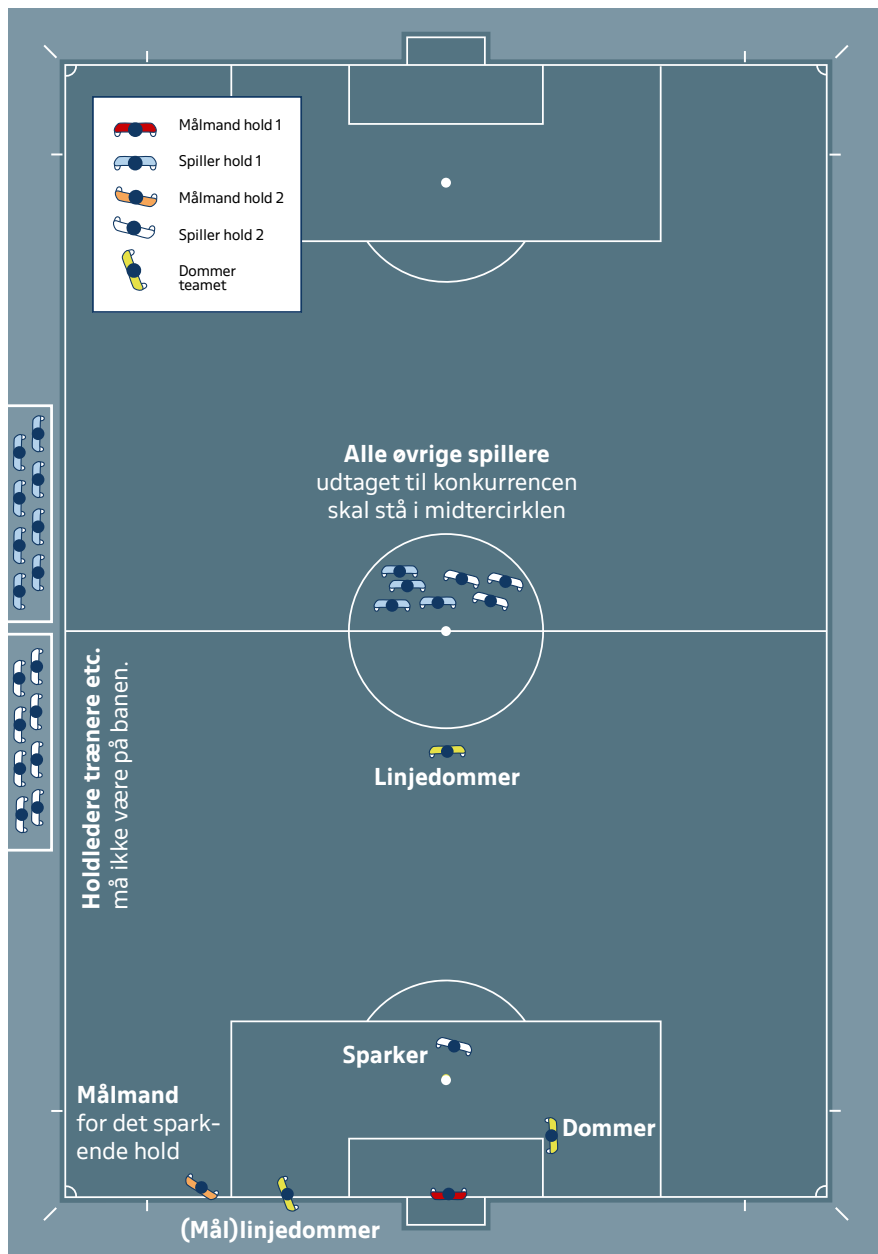 Målmand hold 1
Spiller hold 1
Målmand hold 2
Spiller hold 2
Dommer
teamet
Alle øvrige spillere
udtaget til konkurrencen
skal stå i midtercirklen
Holdledere trænere etc.
må ikke være på banen.
Linjedommer
Sparker
Målmand
for det spark-
ende hold
Dommer
(Mål)linjedommer